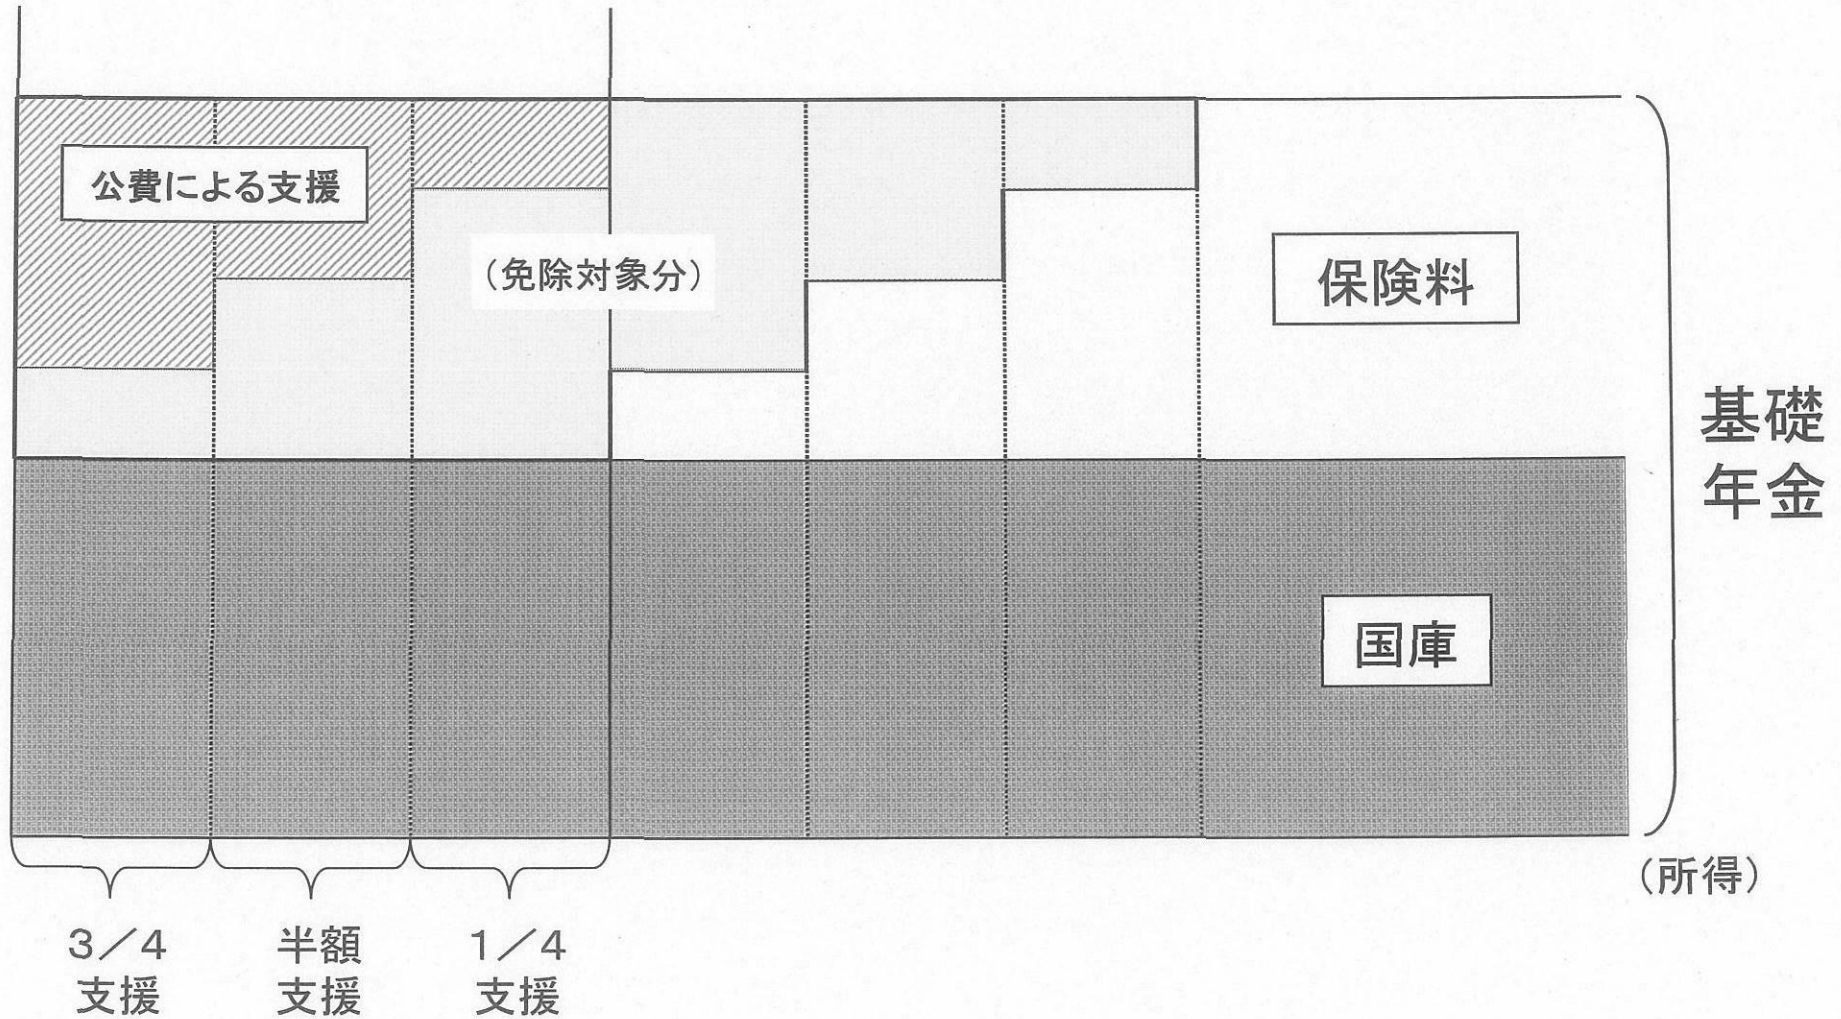 公費による支援
（免除対象分）
保険料
基礎
年金
国庫
（所得）
３／４
支援
半額
支援
１／４
支援